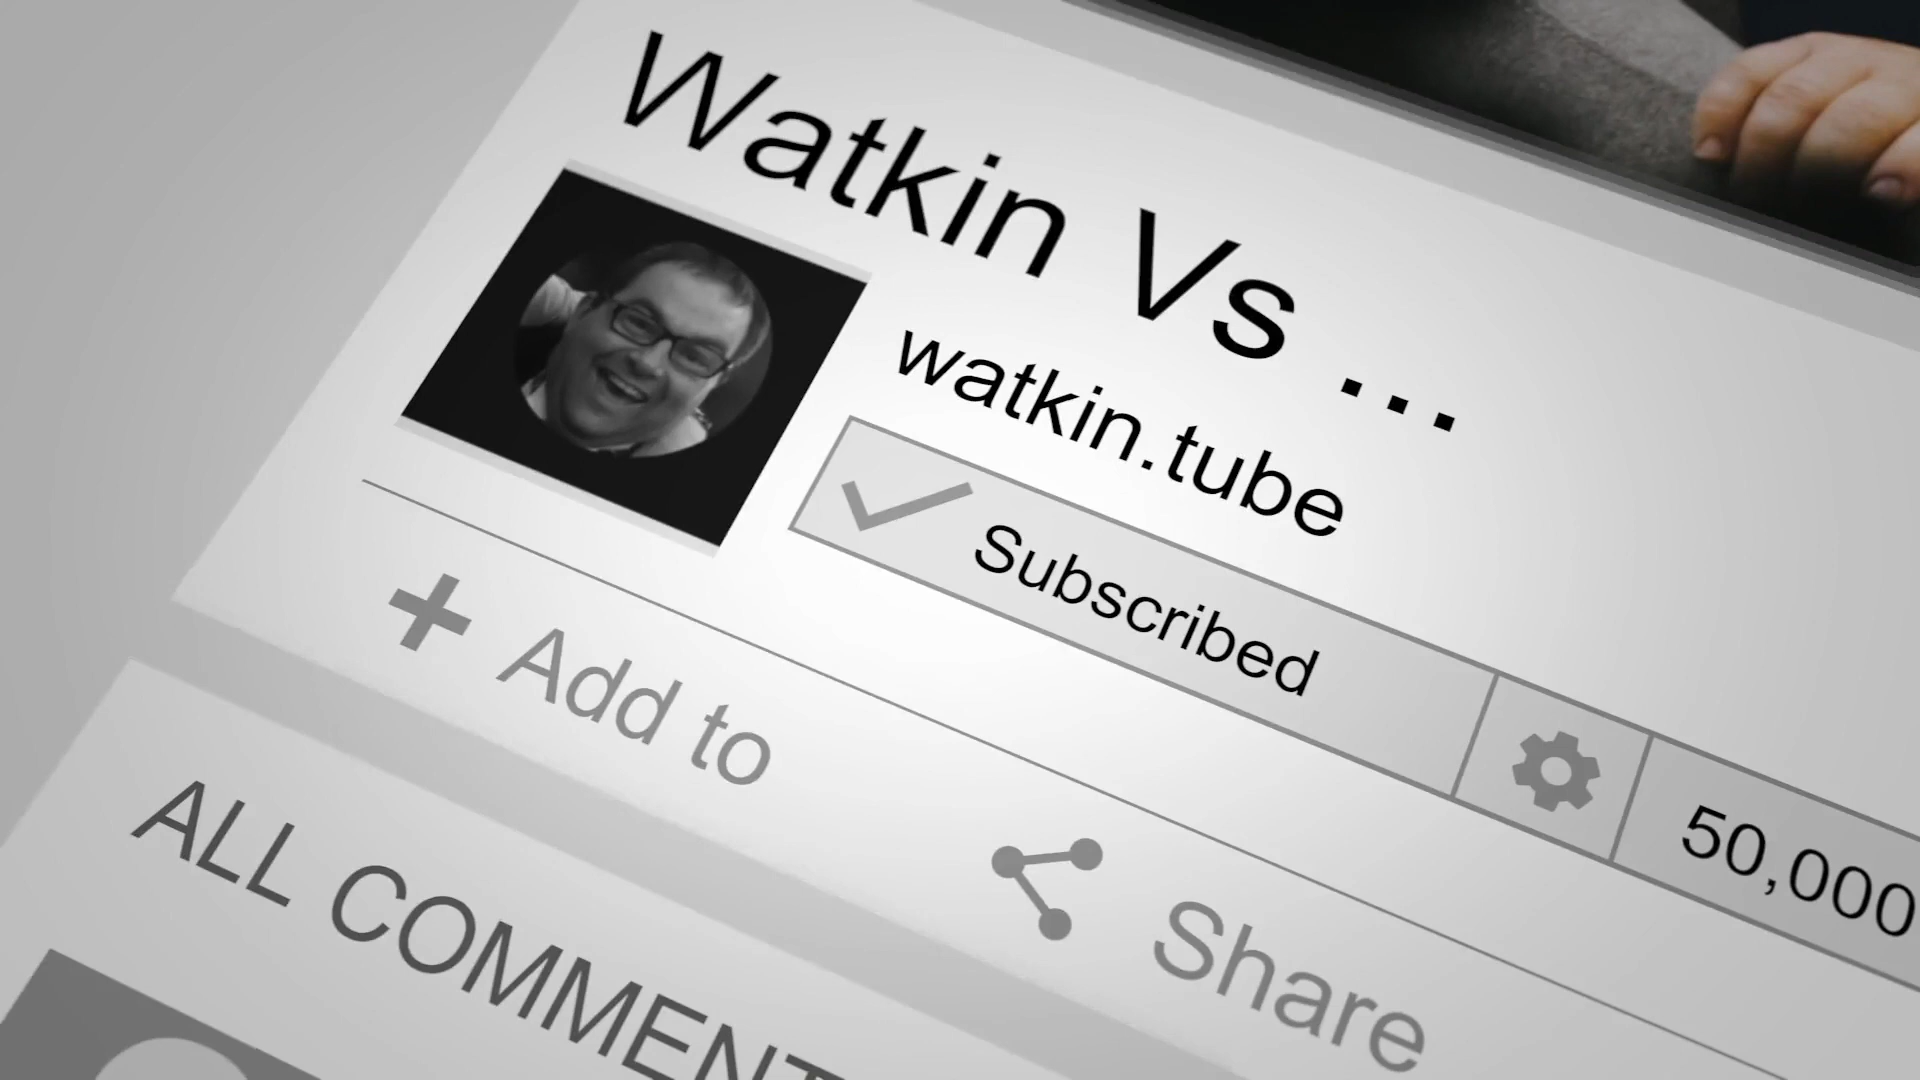 Watkin Vs ...
watkin.tube
Subscribed
50,000
Add to
Share
ALL COMMENT